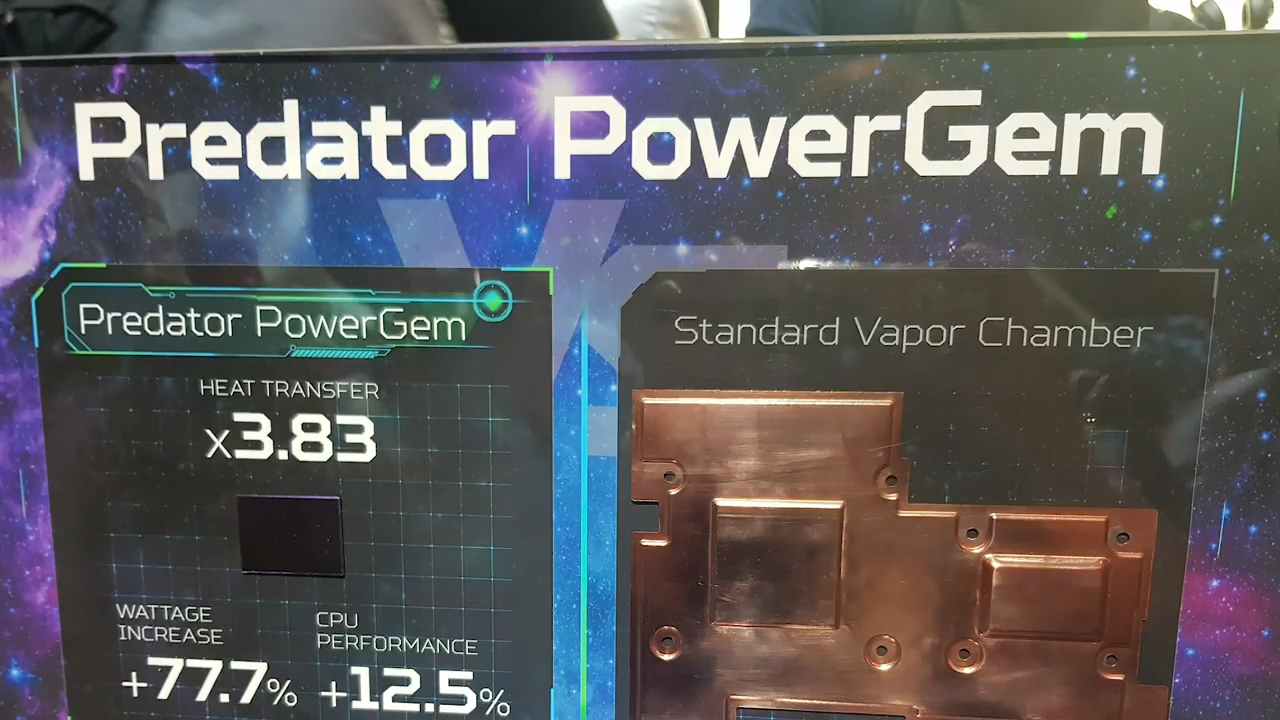 Predator PowerGem
VS
Predator PowerGem
HEAT TRANSFER
x3.83
WATTAGE
INCREASE
+77.7%
CPU
PERFORMANCE
+12.5%
Standard Vapor Chamber